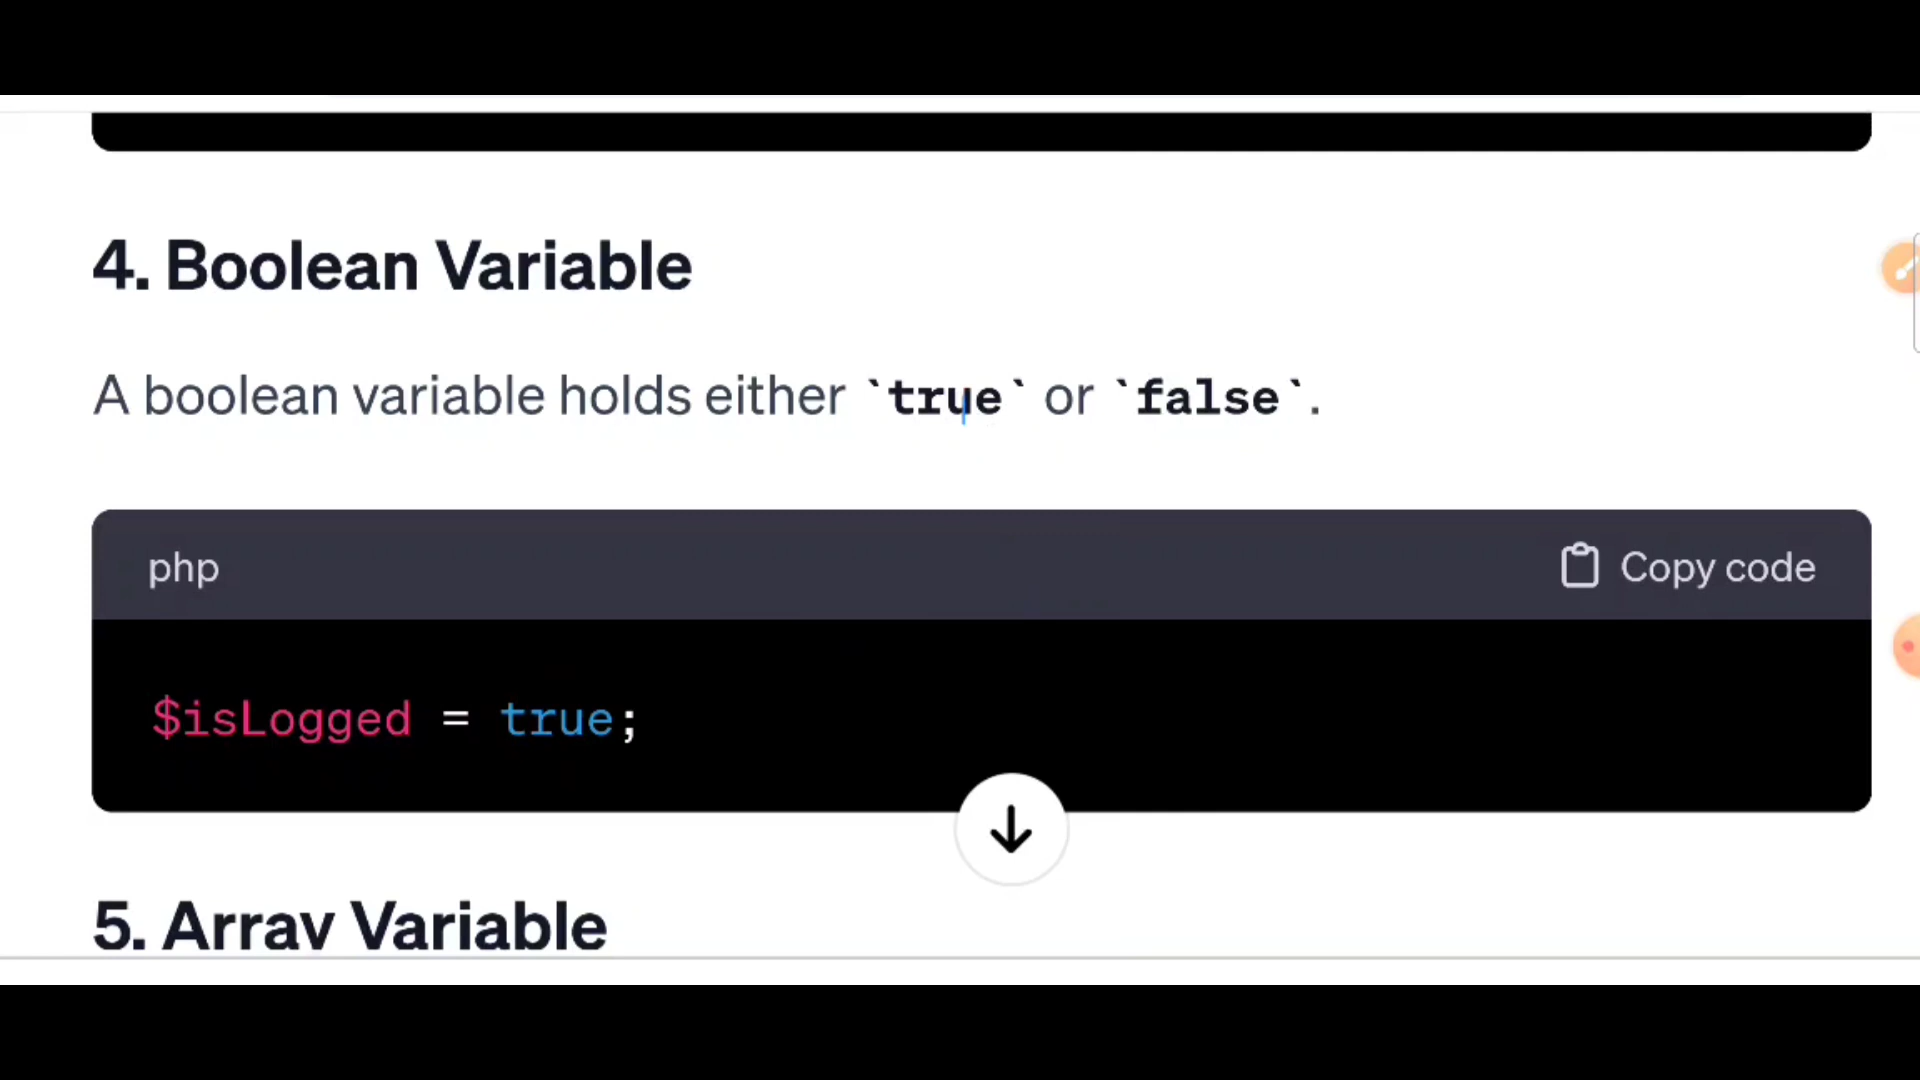 4. Boolean Variable
A boolean variable holds either `true` or `false`.
php
Copy code
$isLogged = true;
5. Array Variable